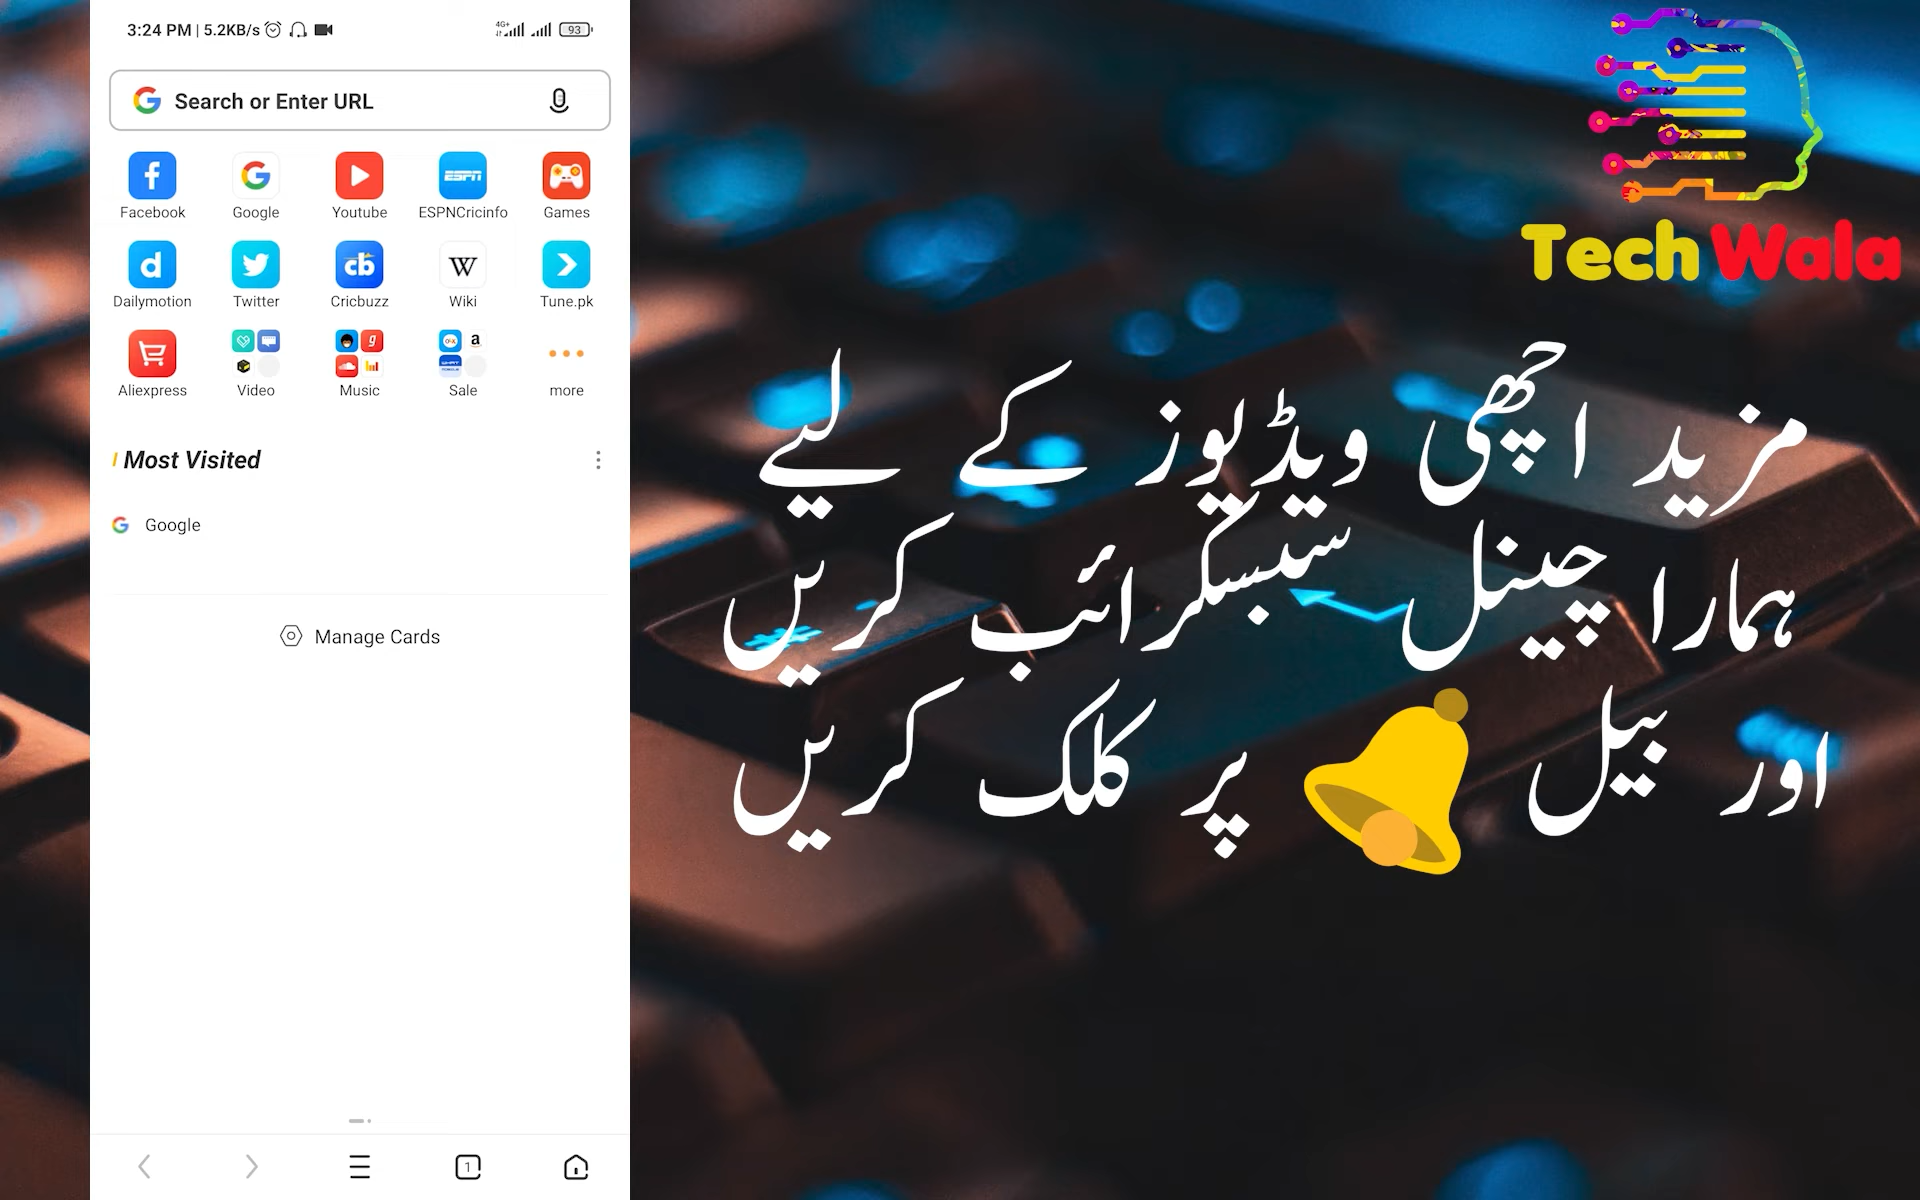 3:24 PM | 5.2KB/s
4G+
93
Search or Enter URL
Facebook Google Youtube ESPNCricinfo Games
Dailymotion Twitter Cricbuzz Wiki Tune.pk
Aliexpress Video Music Sale more
Most Visited
Google
Manage Cards
1
Tech Wala
مزید اچھی ویڈیوز کے لیے
ہمارا چینل سبسکرائب کریں
اور بیل پر کلک کریں